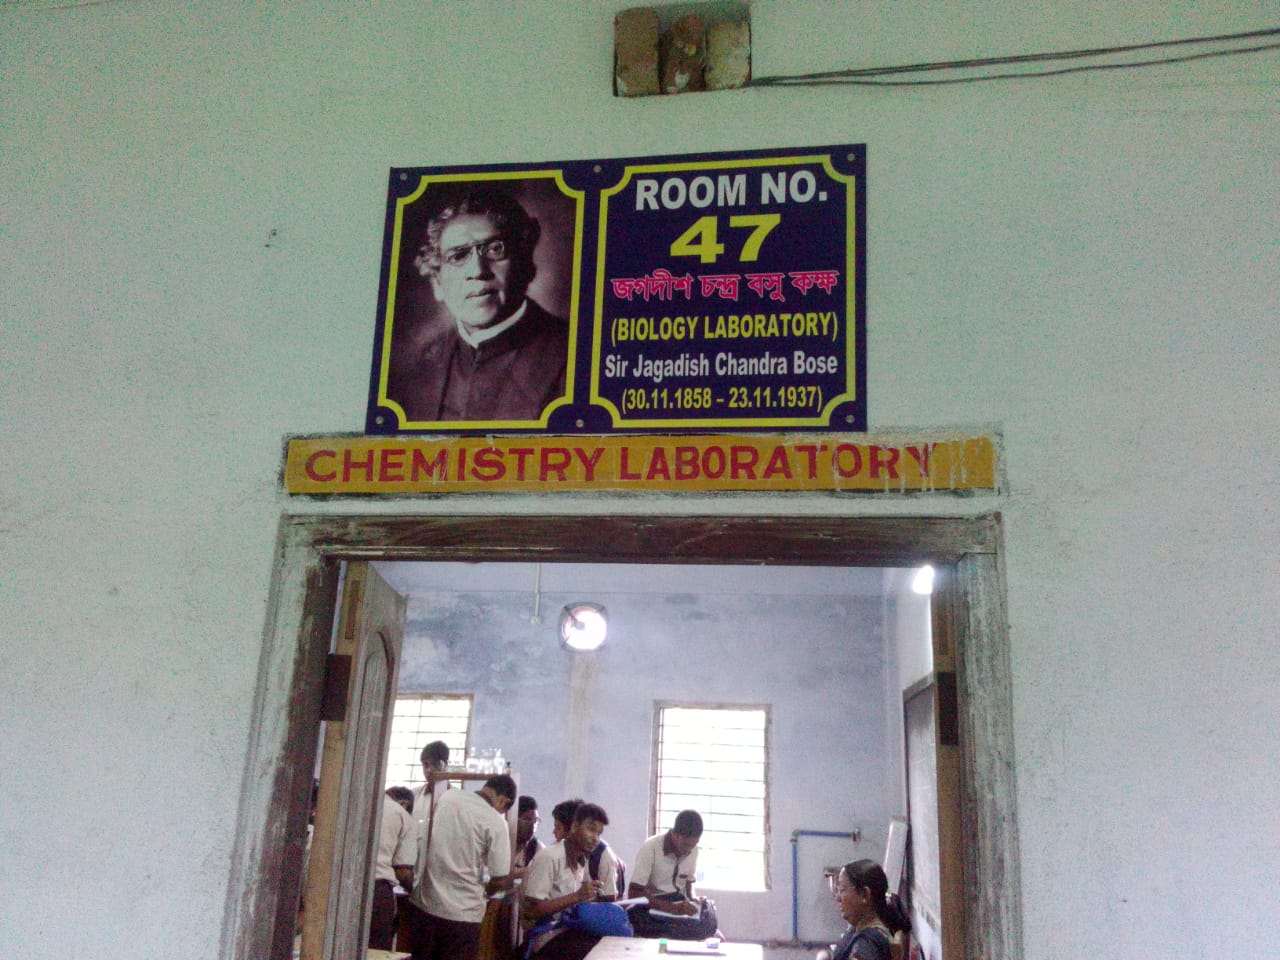 ROOM NO.
47
জগদীশ চন্দ্র বসু কক্ষ
(BIOLOGY LABORATORY)
Sir Jagadish Chandra Bose
(30.11.1858 - 23.11.1937)
CHEMISTRY LABORATORY